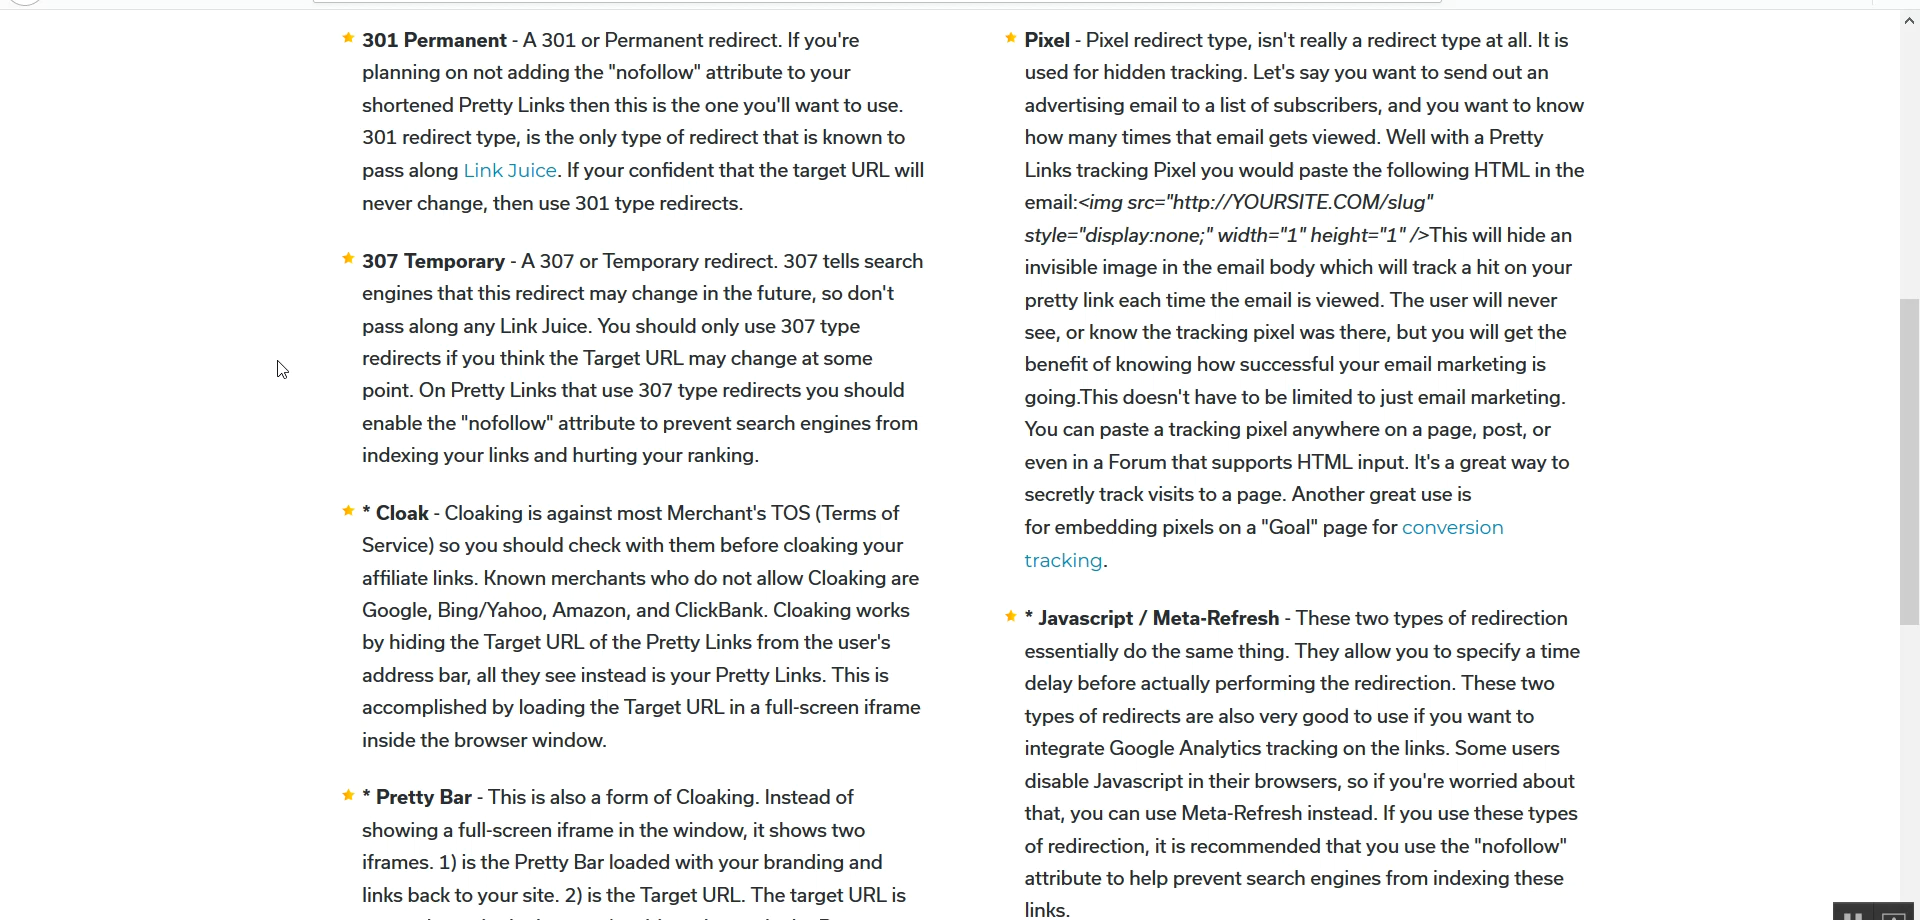 301 Permanent - A 301 or Permanent redirect. If you're
planning on not adding the "nofollow" attribute to your
shortened Pretty Links then this is the one you'll want to use.
301 redirect type, is the only type of redirect that is known to
pass along Link Juice. If your confident that the target URL will
never change, then use 301 type redirects.
307 Temporary - A 307 or Temporary redirect. 307 tells search
engines that this redirect may change in the future, so don't
pass along any Link Juice. You should only use 307 type
redirects if you think the Target URL may change at some
point. On Pretty Links that use 307 type redirects you should
enable the "nofollow" attribute to prevent search engines from
indexing your links and hurting your ranking.
* Cloak - Cloaking is against most Merchant's TOS (Terms of
Service) so you should check with them before cloaking your
affiliate links. Known merchants who do not allow Cloaking are
Google, Bing/Yahoo, Amazon, and ClickBank. Cloaking works
by hiding the Target URL of the Pretty Links from the user's
address bar, all they see instead is your Pretty Links. This is
accomplished by loading the Target URL in a full-screen iframe
inside the browser window.
* Pretty Bar - This is also a form of Cloaking. Instead of
showing a full-screen iframe in the window, it shows two
iframes. 1) is the Pretty Bar loaded with your branding and
links back to your site. 2) is the Target URL. The target URL is
Pixel - Pixel redirect type, isn't really a redirect type at all. It is
used for hidden tracking. Let's say you want to send out an
advertising email to a list of subscribers, and you want to know
how many times that email gets viewed. Well with a Pretty
Links tracking Pixel you would paste the following HTML in the
email:<img src="http://YOURSITE.COM/slug"
style="display:none;" width="1" height="1" />This will hide an
invisible image in the email body which will track a hit on your
pretty link each time the email is viewed. The user will never
see, or know the tracking pixel was there, but you will get the
benefit of knowing how successful your email marketing is
going.This doesn't have to be limited to just email marketing.
You can paste a tracking pixel anywhere on a page, post, or
even in a Forum that supports HTML input. It's a great way to
secretly track visits to a page. Another great use is
for embedding pixels on a "Goal" page for conversion
tracking.
* Javascript / Meta-Refresh - These two types of redirection
essentially do the same thing. They allow you to specify a time
delay before actually performing the redirection. These two
types of redirects are also very good to use if you want to
integrate Google Analytics tracking on the links. Some users
disable Javascript in their browsers, so if you're worried about
that, you can use Meta-Refresh instead. If you use these types
of redirection, it is recommended that you use the "nofollow"
attribute to help prevent search engines from indexing these
links.